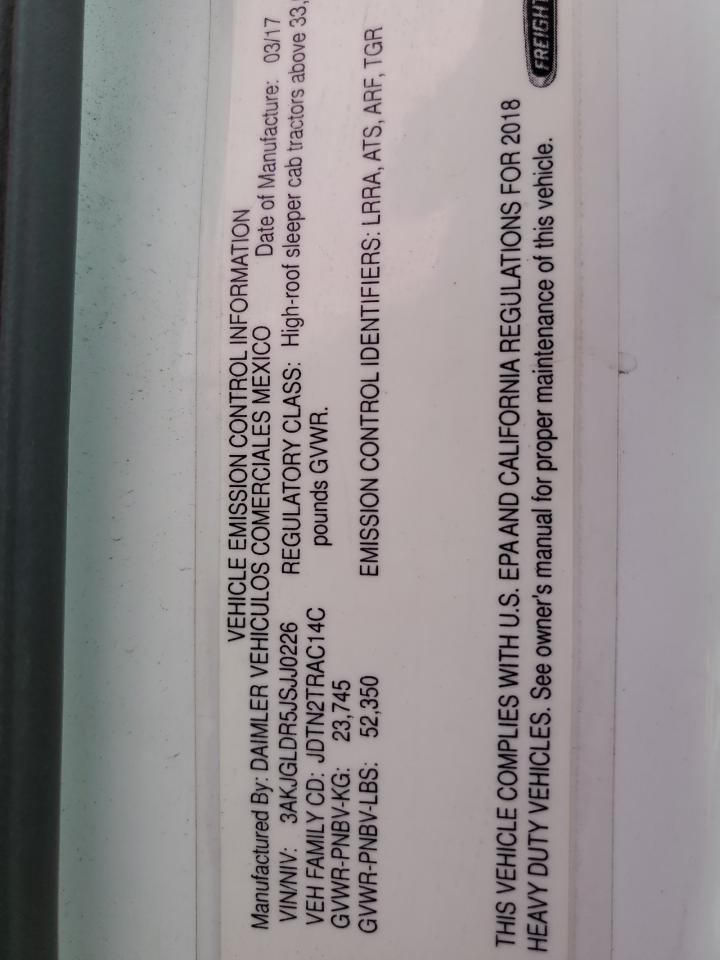 VEHICLE EMISSION CONTROL INFORMATION
Manufactured By: DAIMLER VEHICULOS COMERCIALES MEXICO Date of Manufacture: 03/17
VIN/NIV: 3AKJGLDR5JSJJ0226 REGULATORY CLASS: High-roof sleeper cab tractors above 33,
VEH FAMILY CD: JDTN2TRAC14C pounds GVWR.
GVWR-PNBV-KG: 23,745
GVWR-PNBV-LBS: 52,350 EMISSION CONTROL IDENTIFIERS: LRRA, ATS, ARF, TGR
THIS VEHICLE COMPLIES WITH U.S. EPA AND CALIFORNIA REGULATIONS FOR 2018
HEAVY DUTY VEHICLES. See owner's manual for proper maintenance of this vehicle.
FREIGHT